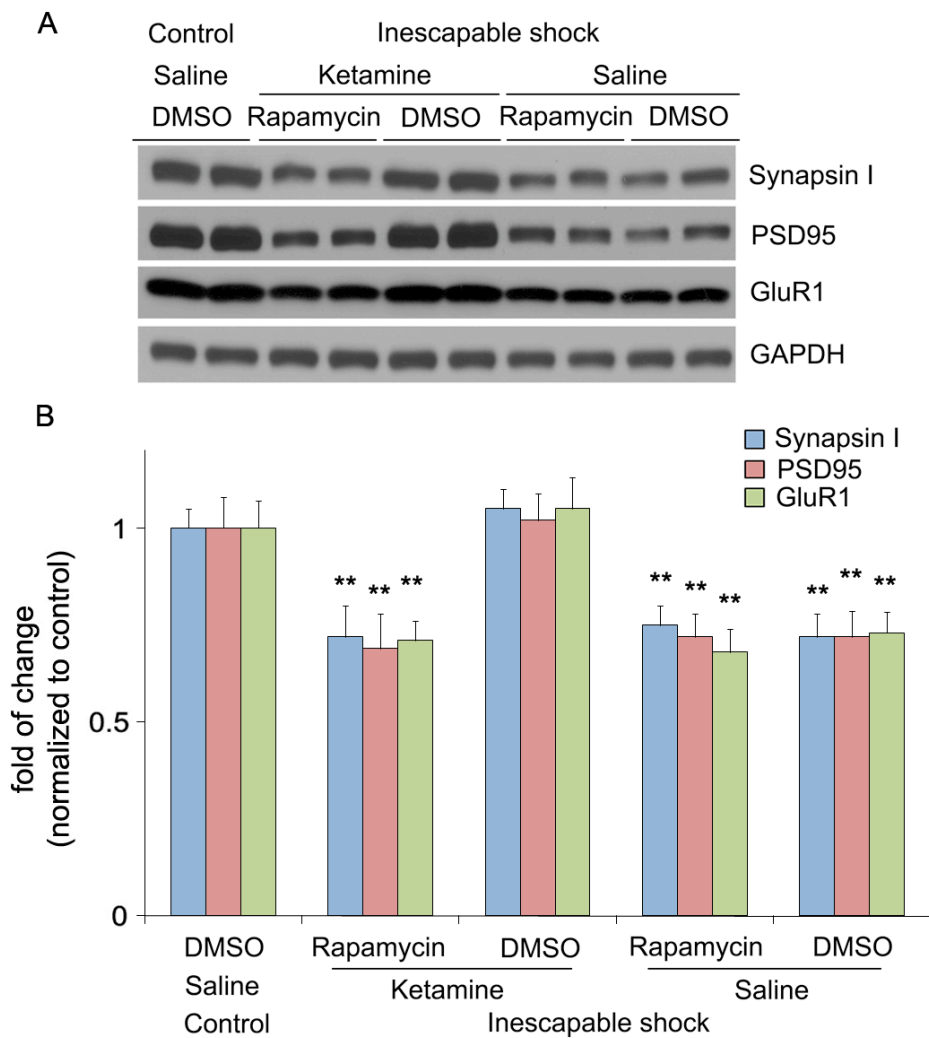 A
Control Inescapable shock
Saline Ketamine Saline
DMSO Rapamycin DMSO Rapamycin DMSO
Synapsin I
PSD95
GluR1
GAPDH
B
Synapsin I
PSD95
GluR1
fold of change
(normalized to control)
1
0.5
0
** ** **
** ** ** ** ** **
DMSO Rapamycin DMSO Rapamycin DMSO
Saline Ketamine Saline
Control Inescapable shock